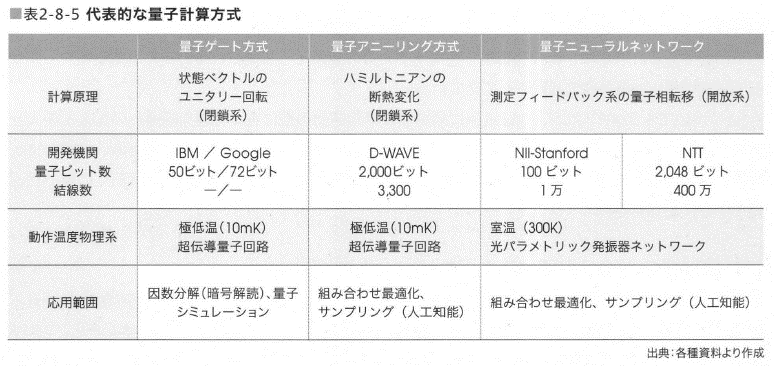 ■表2-8-5 代表的な量子計算方式
量子ゲート方式 量子アニーリング方式 量子ニューラルネットワーク
計算原理
状態ベクトルの
ユニタリー回転
(閉鎖系)
ハミルトニアンの
断熱変化
(閉鎖系)
測定フィードバック系の量子相転移(開放系)
開発機関
量子ビット数
結線数
IBM / Google
50ビット/72ビット
—/—
D-WAVE
2,000ビット
3,300
NII-Stanford
100 ビット
1 万
NTT
2,048 ビット
400 万
動作温度物理系
極低温(10mK)
超伝導量子回路
極低温(10mK)
超伝導量子回路
室温(300K)
光パラメトリック発振器ネットワーク
応用範囲
因数分解(暗号解読)、量子
シミュレーション
組み合わせ最適化、
サンプリング(人工知能)
組み合わせ最適化、サンプリング(人工知能)
出典:各種資料より作成